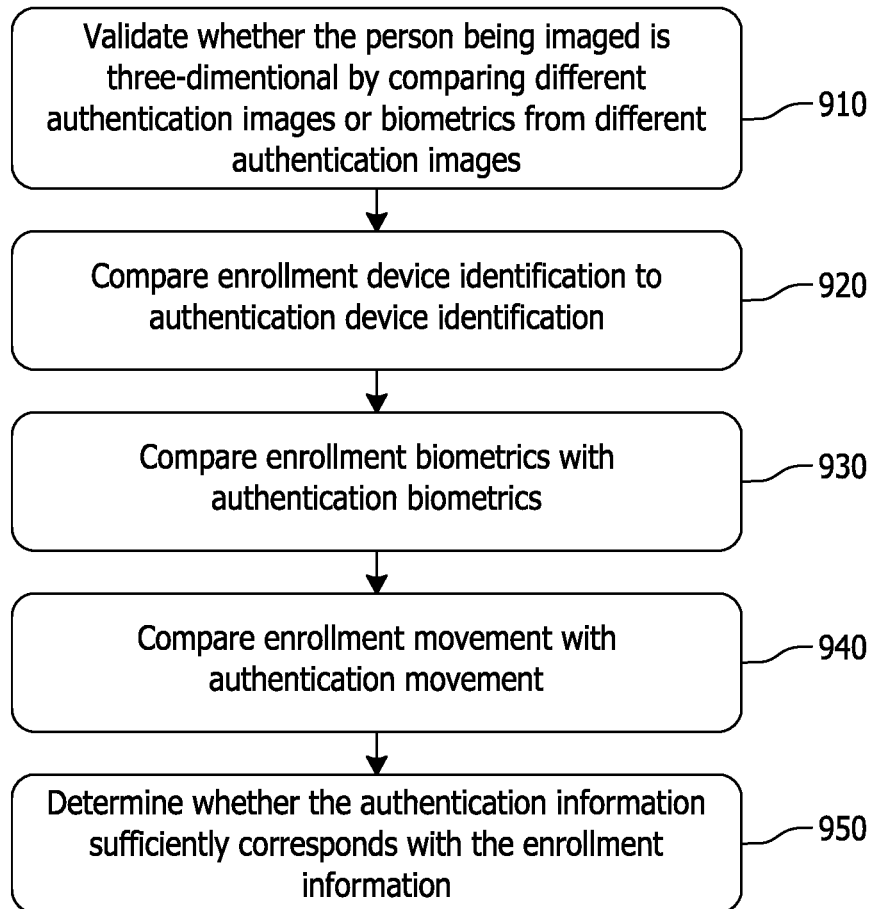 Validate whether the person being imaged is
three-dimentional by comparing different
authentication images or biometrics from different
authentication images
910
Compare enrollment device identification to
authentication device identification
920
Compare enrollment biometrics with
authentication biometrics
930
Compare enrollment movement with
authentication movement
940
Determine whether the authentication information
sufficiently corresponds with the enrollment
information
950